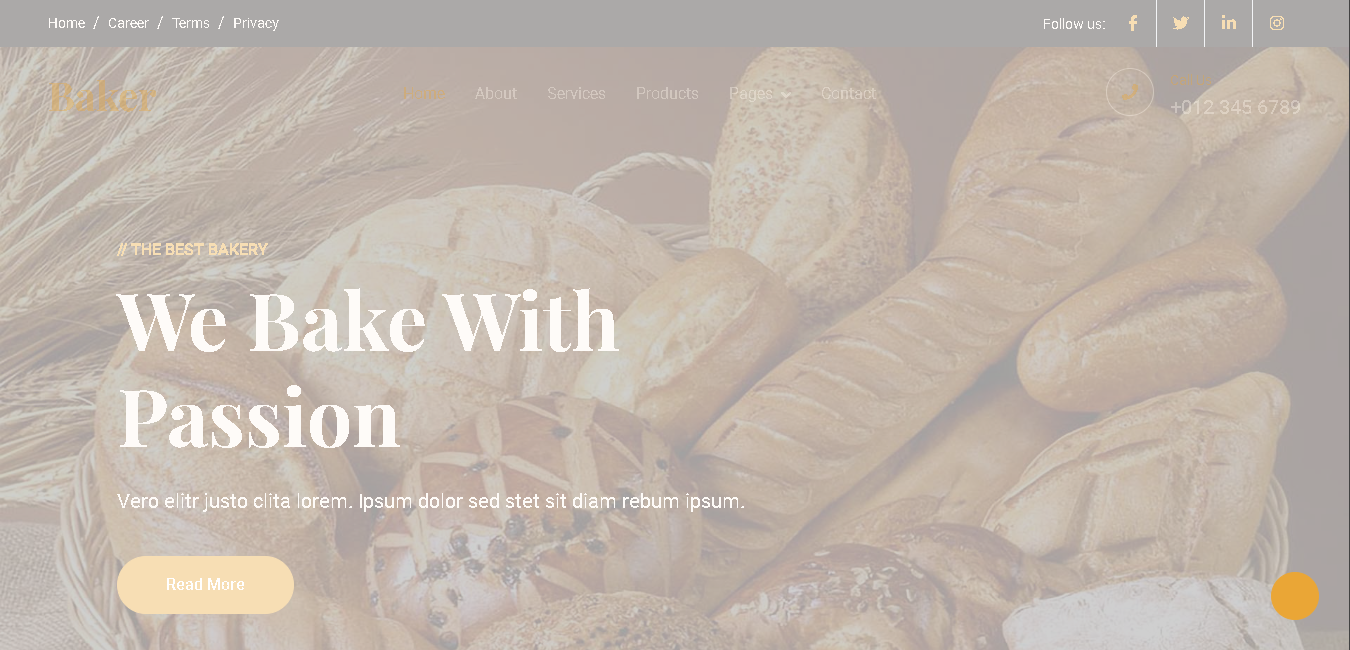 Home / Career / Terms / Privacy
Follow us:
Baker
Home About Services Products Pages Contact
+012 345 6789
// THE BEST BAKERY
We Bake With
Passion
Vero elitr justo clita lorem. Ipsum dolor sed stet sit diam rebum ipsum.
Read More